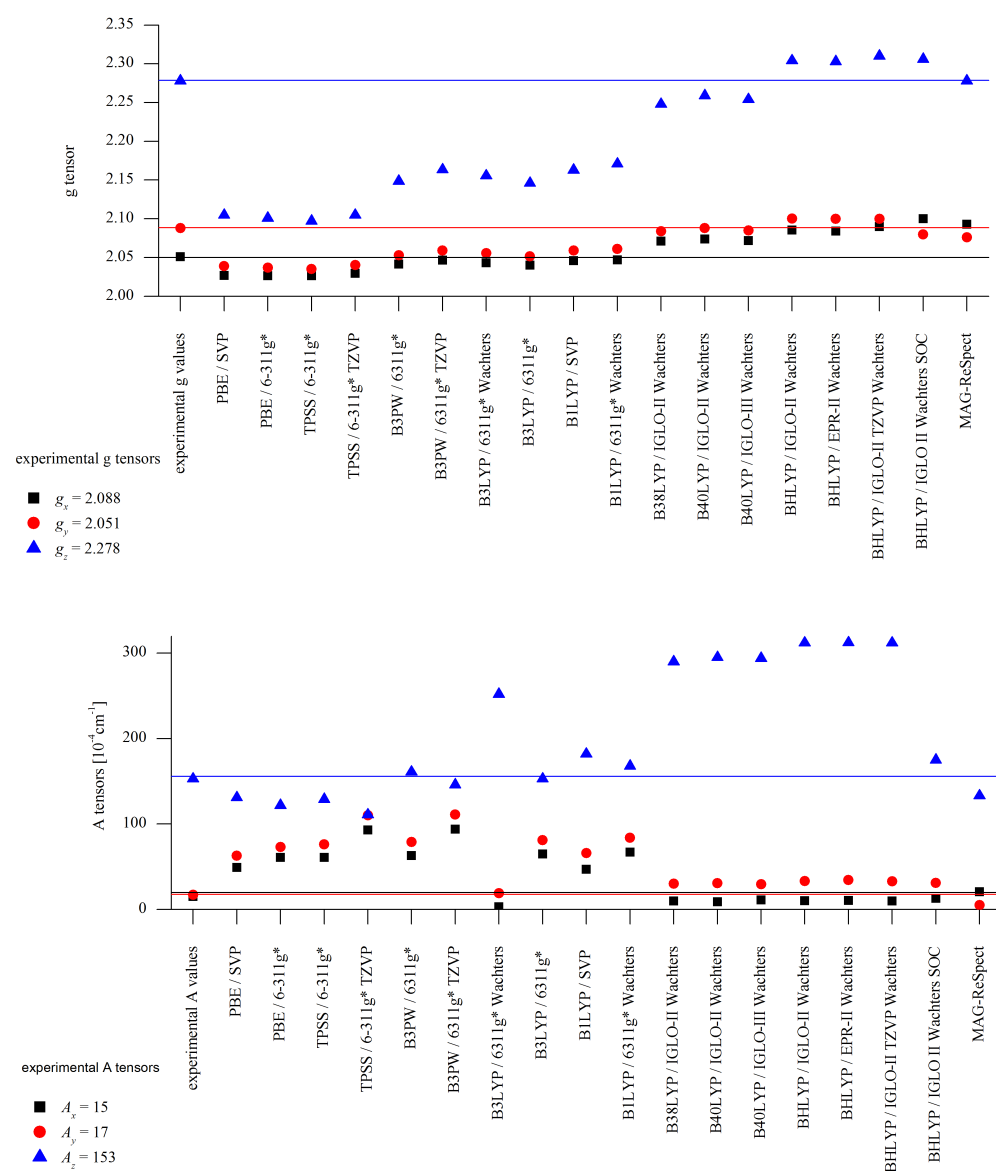 2.35
2.30
2.25
2.20
2.15
2.10
2.05
2.00
g tensor
experimental g values
PBE / SVP
PBE / 6-311g*
TPSS / 6-311g*
TPSS / 6-311g* TZVP
B3PW / 6311g*
B3PW / 6311g* TZVP
B3LYP / 6311g* Wachters
B3LYP / 6311g*
B1LYP / SVP
B1LYP / 6311g* Wachters
B38LYP / IGLO-II Wachters
B40LYP / IGLO-II Wachters
B40LYP / IGLO-III Wachters
BHLYP / IGLO-II Wachters
BHLYP / EPR-II Wachters
BHLYP / IGLO-II TZVP Wachters
BHLYP / IGLO II Wachters SOC
MAG-ReSpect
experimental g tensors
gx = 2.088
gy = 2.051
gz = 2.278
300
200
100
0
A tensors [10-4cm-1]
experimental A values
PBE / SVP
PBE / 6-311g*
TPSS / 6-311g*
TPSS / 6-311g* TZVP
B3PW / 6311g*
B3PW / 6311g* TZVP
B3LYP / 6311g* Wachters
B3LYP / 6311g*
B1LYP / SVP
B1LYP / 6311g* Wachters
B38LYP / IGLO-II Wachters
B40LYP / IGLO-II Wachters
B40LYP / IGLO-III Wachters
BHLYP / IGLO-II Wachters
BHLYP / EPR-II Wachters
BHLYP / IGLO-II TZVP Wachters
BHLYP / IGLO II Wachters SOC
MAG-ReSpect
experimental A tensors
Ax = 15
Ay = 17
Az = 153